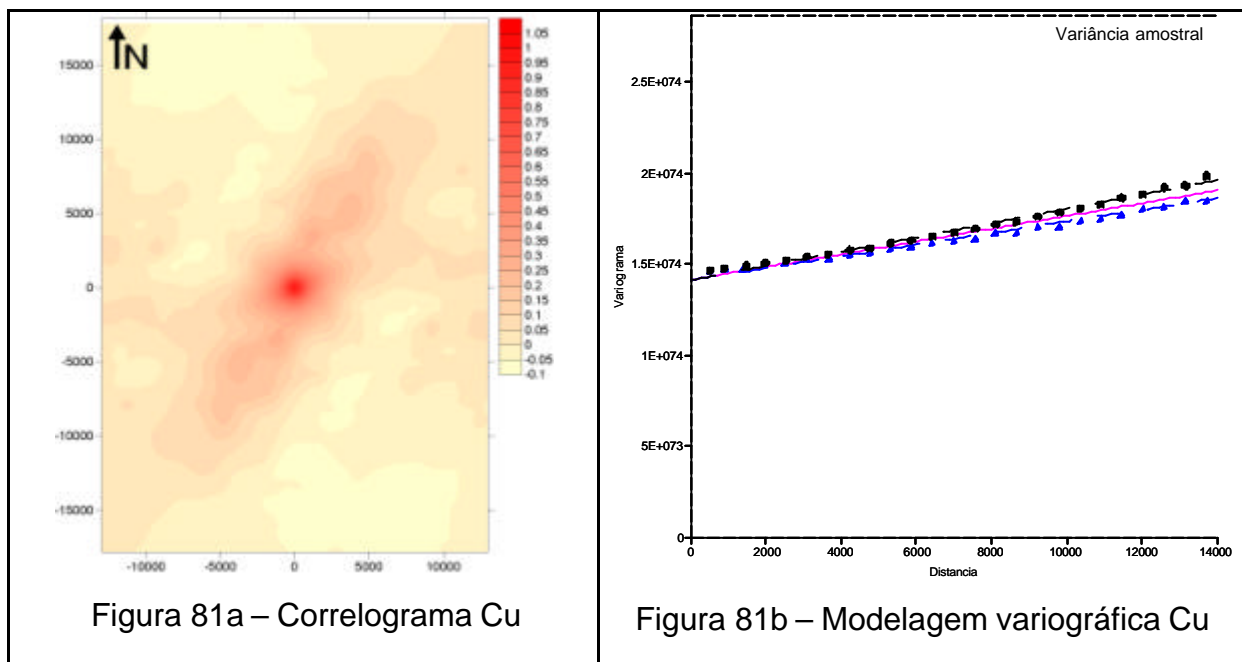 N
15000
10000
5000
0
-5000
-10000
-15000
-10000 -5000 0 5000 10000
1.05
1
0.95
0.9
0.85
0.8
0.75
0.7
0.65
0.6
0.55
0.5
0.45
0.4
0.35
0.3
0.25
0.2
0.15
0.1
0.05
0
-0.05
-0.1
Figura 81a – Correlograma Cu
Variância amostral
2.5E+074
2E+074
1.5E+074
1E+074
5E+073
0
Variograma
0 2000 4000 6000 8000 10000 12000 14000
Distancia
Figura 81b – Modelagem variográfica Cu